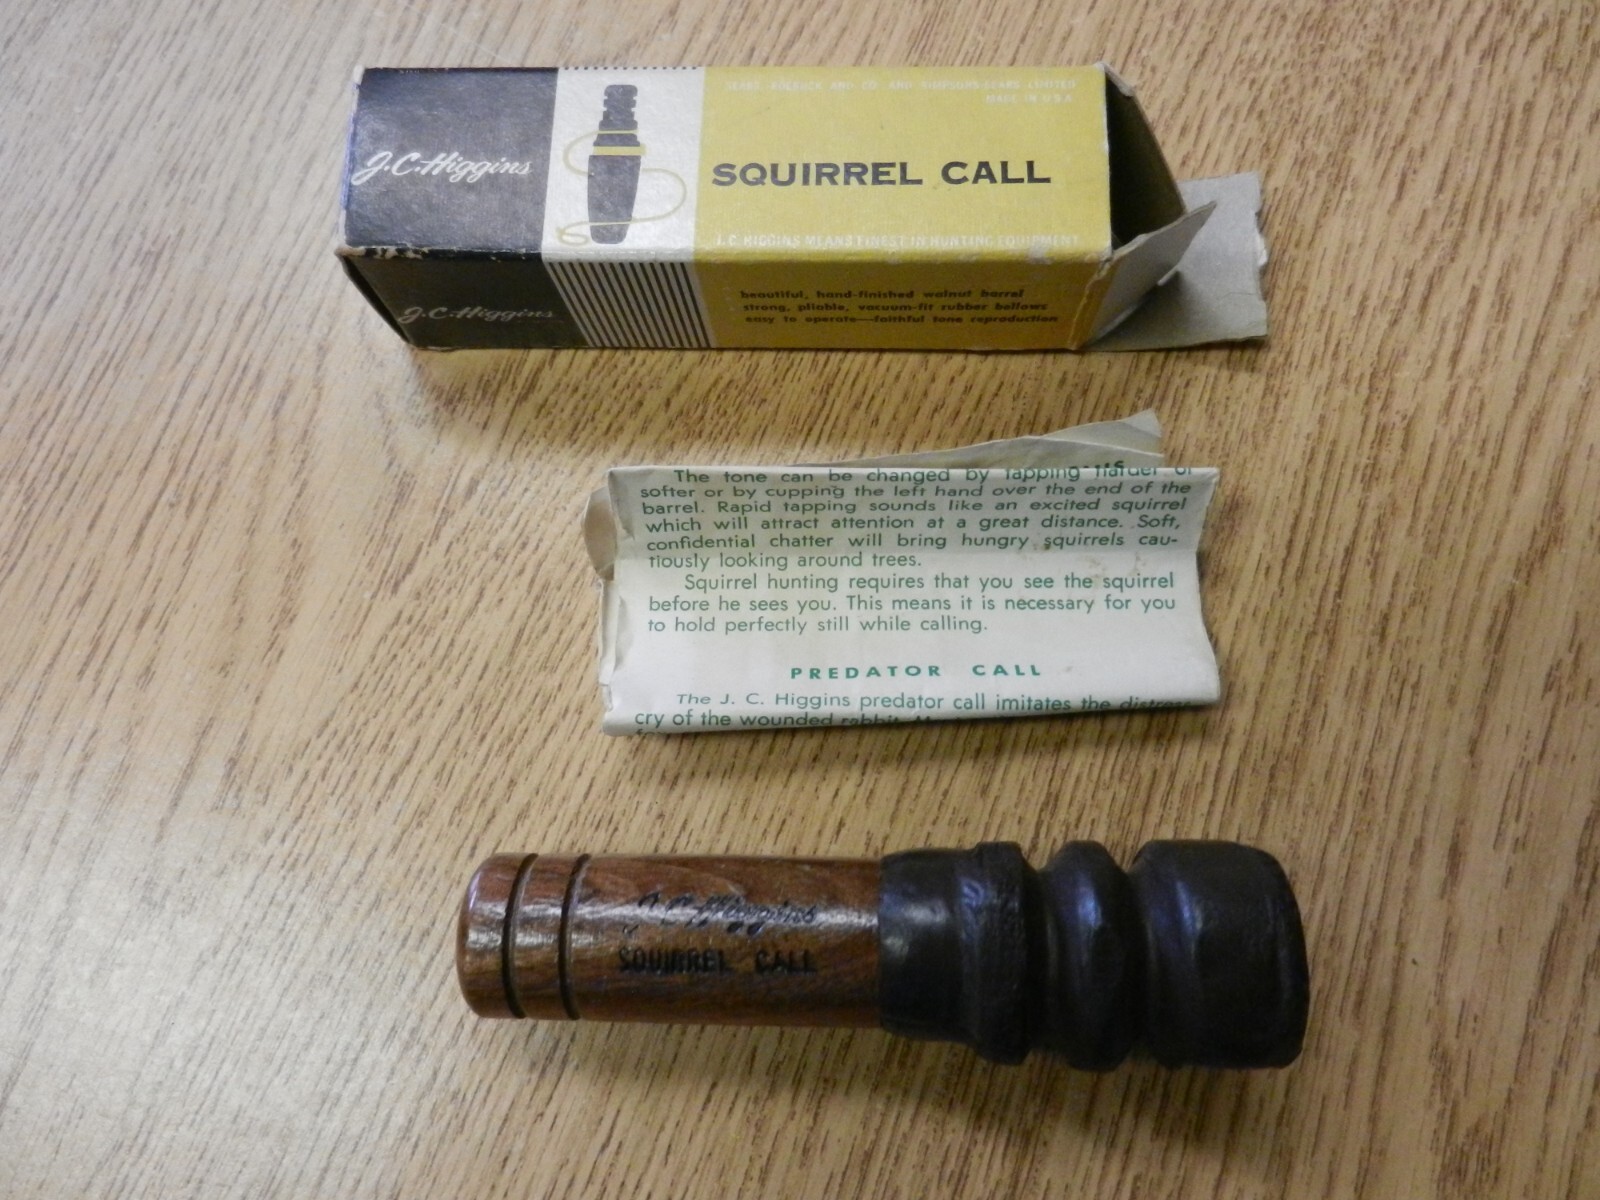 SEARS, ROEBUCK AND CO. AND SIMPSONS-SEARS LIMITED
MADE IN U.S.A.
J.C. Higgins
SQUIRREL CALL
J.C. HIGGINS MEANS FINEST IN HUNTING EQUIPMENT
J.C. Higgins
beautiful, hand-finished walnut barrel
strong, pliable, vacuum-fit rubber bellows
easy to operate—faithful tone reproduction
The tone can be changed by tapping harder or
softer or by cupping the left hand over the end of the
barrel. Rapid tapping sounds like an excited squirrel
which will attract attention at a great distance. Soft,
confidential chatter will bring hungry squirrels cau-
tiously looking around trees.
Squirrel hunting requires that you see the squirrel
before he sees you. This means it is necessary for you
to hold perfectly still while calling.
PREDATOR CALL
The J. C. Higgins predator call imitates the distress
cry of the wounded rabbit.
J.C. Higgins
SQUIRREL CALL